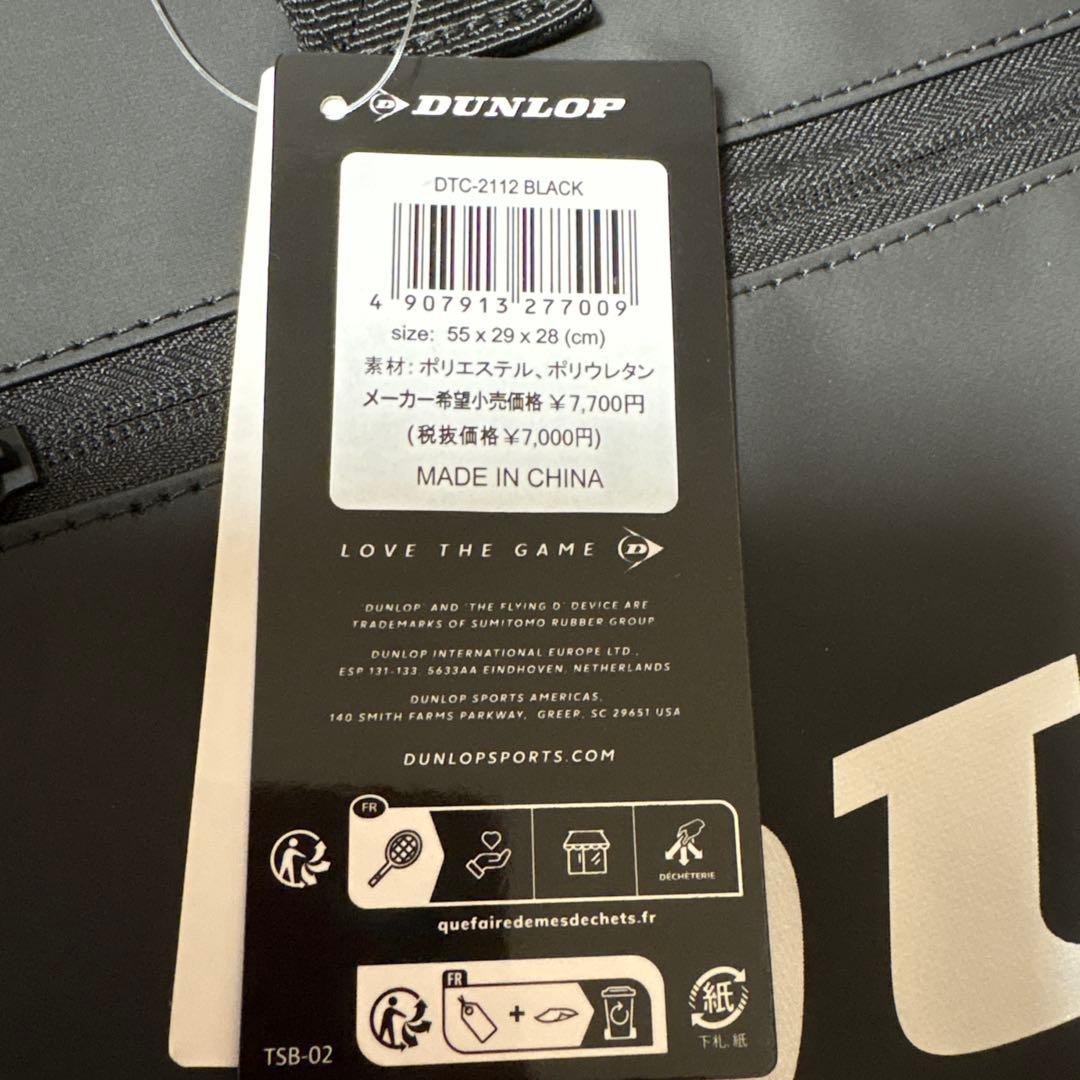 DUNLOP
DTC-2112 BLACK
4 907913 277009
size: 55 x 29 x 28 (cm)
素材: ポリエステル、ポリウレタン
メーカー希望小売価格 ¥7,700円
(税抜価格 ¥7,000円)
MADE IN CHINA
LOVE THE GAME D
'DUNLOP' AND 'THE FLYING D' DEVICE ARE
TRADEMARKS OF SUMITOMO RUBBER GROUP
DUNLOP INTERNATIONAL EUROPE LTD.,
ESP 131-133, 5633AA EINDHOVEN, NETHERLANDS
DUNLOP SPORTS AMERICAS,
140 SMITH FARMS PARKWAY, GREER, SC 29651 USA
DUNLOPSPORTS.COM
FR
DÉCHÈTERIE
quefairedemesdechets.fr
FR
+
紙
下札, 紙
TSB-02